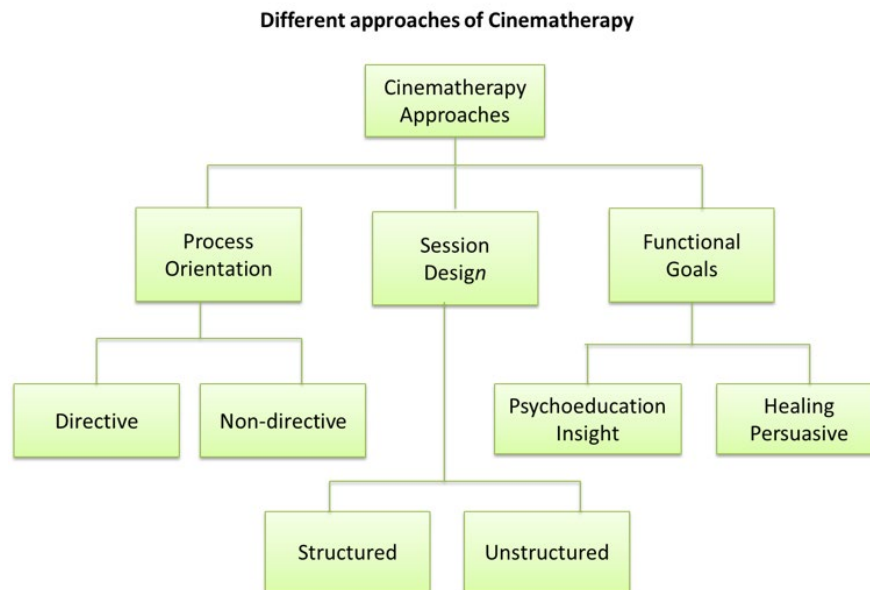 Different approaches of Cinematherapy
Cinematherapy
Approaches
Process
Orientation
Session
Design
Functional
Goals
Directive
Non-directive
Psychoeducation
Insight
Healing
Persuasive
Structured
Unstructured